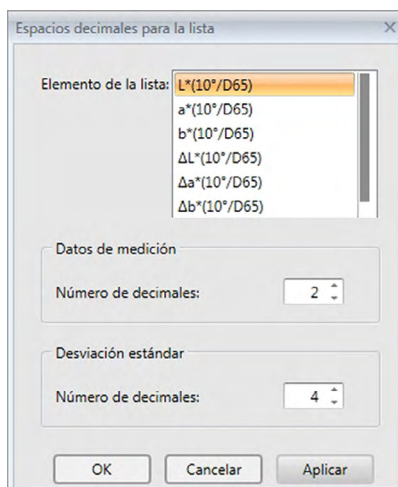 Espacios decimales para la lista
Elemento de la lista: L*(10°/D65)
a*(10°/D65)
b*(10°/D65)
ΔL*(10°/D65)
Δa*(10°/D65)
Δb*(10°/D65)
Datos de medición
Número de decimales: 2
Desviación estándar
Número de decimales: 4
OK Cancelar Aplicar